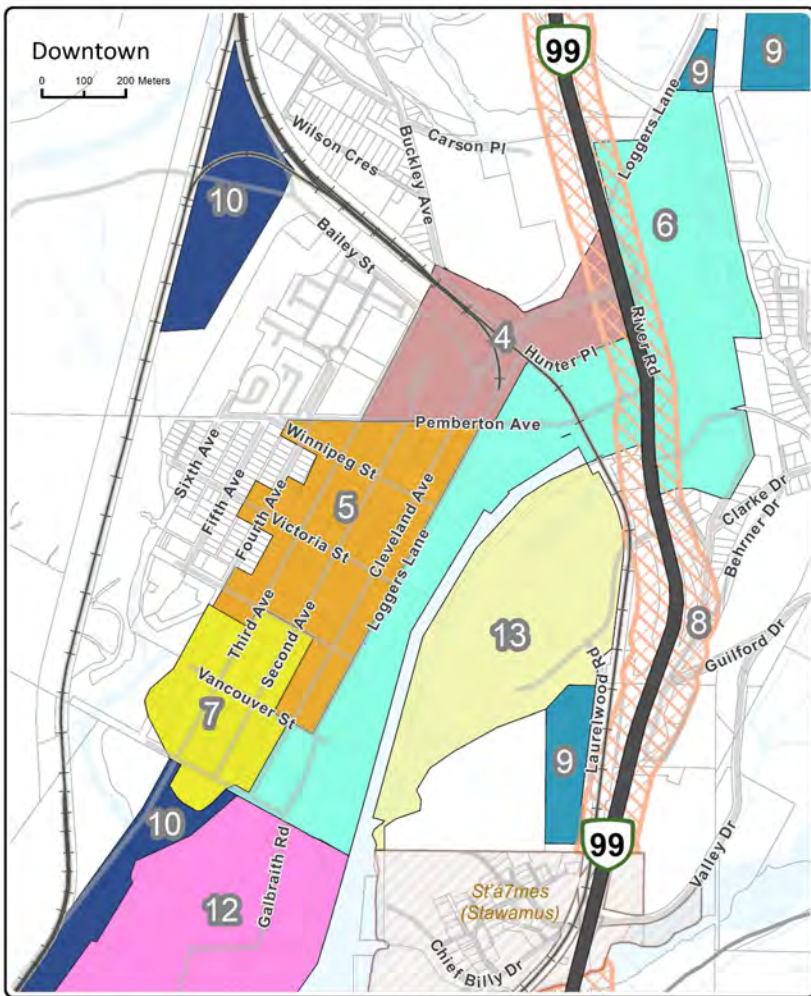 Downtown
0 100 200 Meters
99
9
9
Loggers Lane
Carson Pl
Buckley Ave
Wilson Cres
10
Bailey St
6
4
Hunter Pl
River Rd
Pemberton Ave
Winnipeg St
Sixth Ave
Fifth Ave
Fourth Ave
5
Cleveland Ave
Victoria St
Clarke Dr
Behrner Dr
Loggers Lane
Third Ave
Second Ave
13
8
Guilford Dr
Vancouver St
7
Laurelwood Rd
9
10
99
Valley Dr
12
Galbraith Rd
St'á7mes
(Stawamus)
Chief Billy Dr